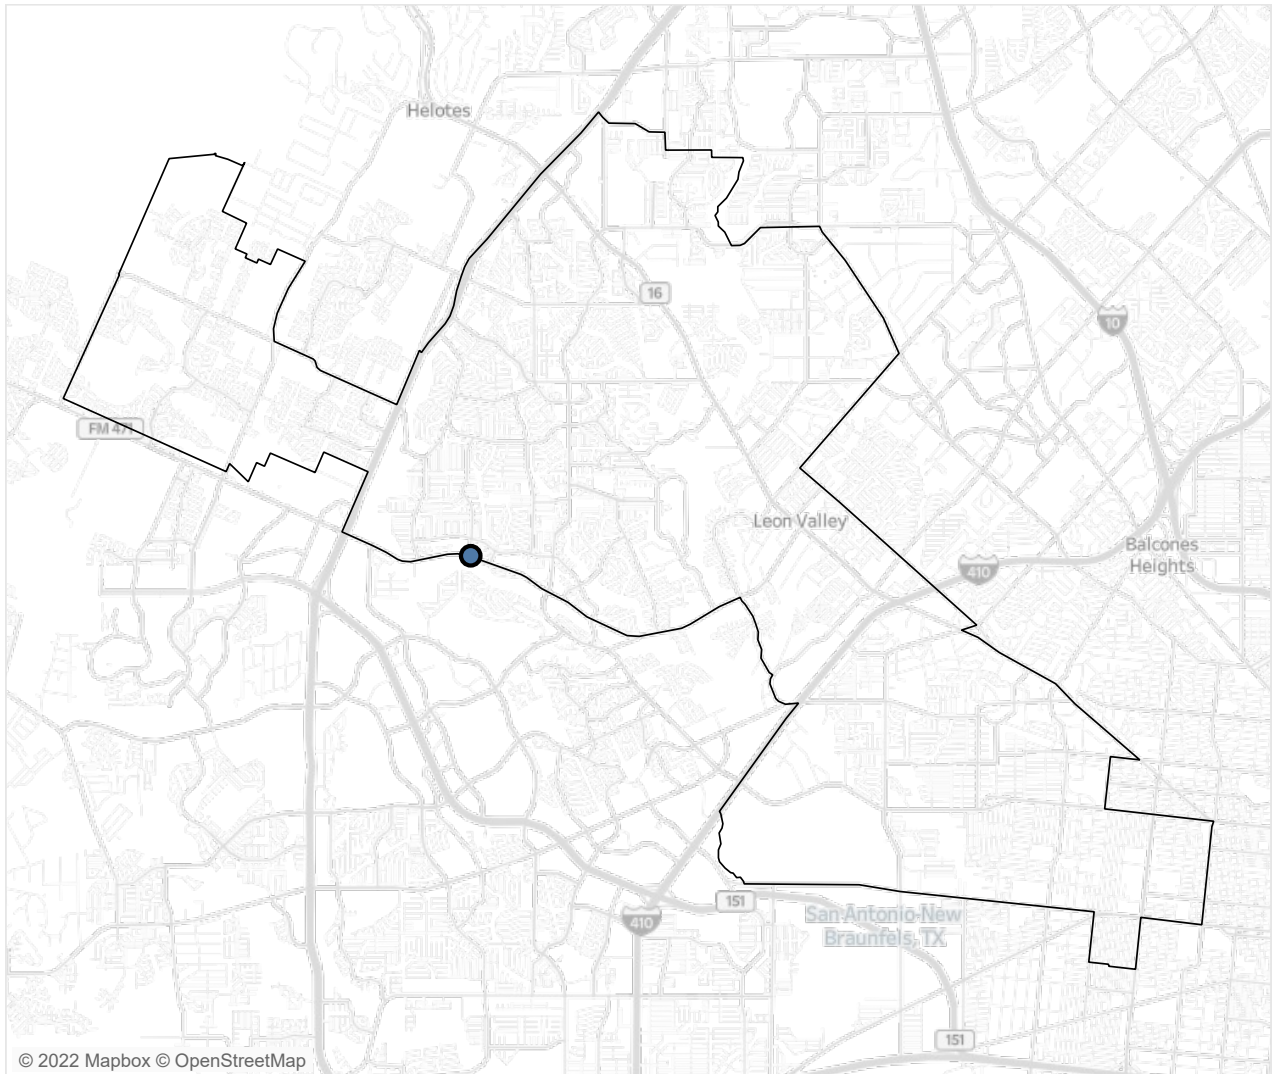 Helotes
16
10
FM 471
Leon Valley
Balcones
Heights
410
151
410
San Antonio-New
Braunfels, TX
151
© 2022 Mapbox © OpenStreetMap